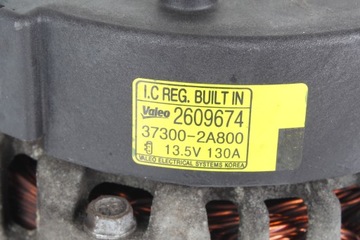 I.C REG. BUILT IN
Valeo 2609674
37300-2A800
13.5V 130A
VALEO ELECTRICAL SYSTEMS KOREA